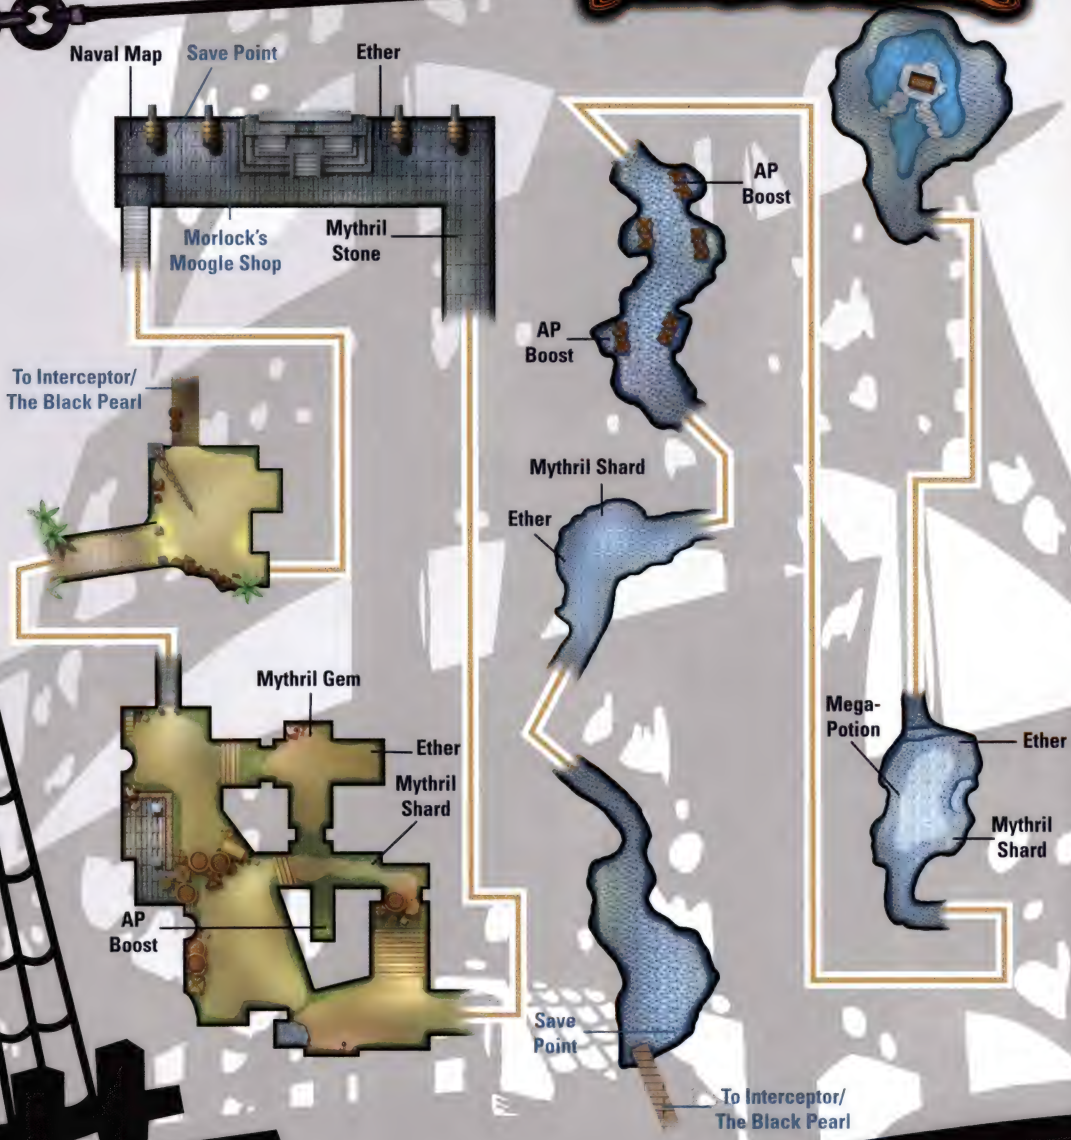 Naval Map
Save Point
Ether
Morlock's
Moogle Shop
Mythril
Stone
To Interceptor/
The Black Pearl
Mythril Gem
Ether
Mythril
Shard
AP
Boost
AP
Boost
AP
Boost
Mythril Shard
Ether
Save
Point
To Interceptor/
The Black Pearl
Mega-
Potion
Ether
Mythril
Shard